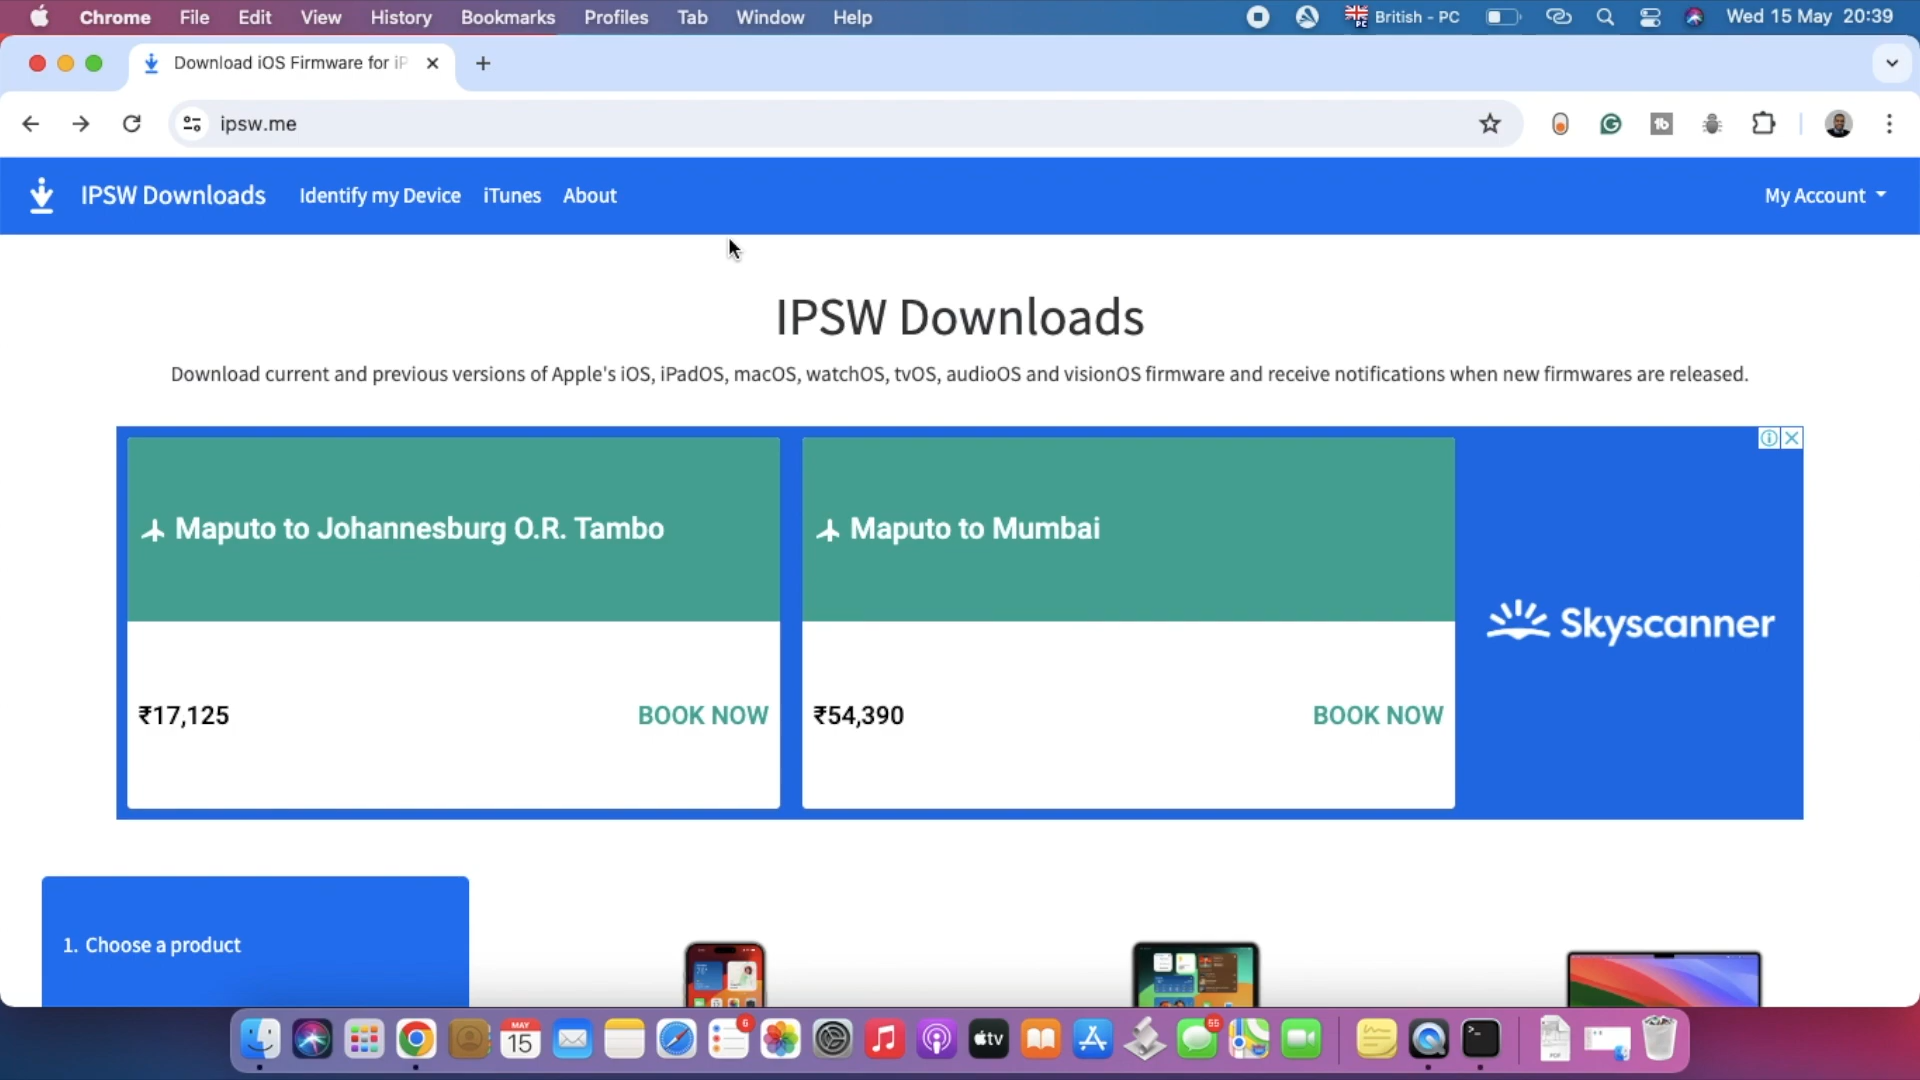 Chrome File Edit View History Bookmarks Profiles Tab Window Help British - PC Wed 15 May 20:39
Download iOS Firmware for iP
ipsw.me
IPSW Downloads Identify my Device iTunes About My Account
IPSW Downloads
Download current and previous versions of Apple's iOS, iPadOS, macOS, watchOS, tvOS, audioOS and visionOS firmware and receive notifications when new firmwares are released.
Maputo to Johannesburg O.R. Tambo
₹17,125 BOOK NOW
Maputo to Mumbai
₹54,390 BOOK NOW
Skyscanner
1. Choose a product
MAY
15
6
tv
55
PDF